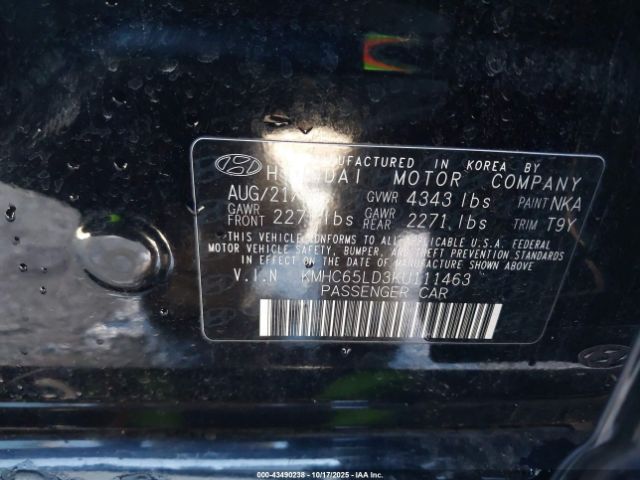 MANUFACTURED IN KOREA BY
HYUNDAI MOTOR COMPANY
AUG/21/ GVWR 4343 lbs PAINT NKA
GAWR FRONT lbs GAWR REAR 2271 lbs TRIM T9Y
THIS VEHICLE CONFORMS TO ALL APPLICABLE U.S.A. FEDERAL
MOTOR VEHICLE SAFETY, BUMPER, AND THEFT PREVENTION STANDARDS
IN EFFECT ON THE DATE OF MANUFACTURE SHOWN ABOVE.
V.I.N KMHC65LD3KU111463
PASSENGER CAR
000-43490238 - 10/17/2025 - IAA Inc.